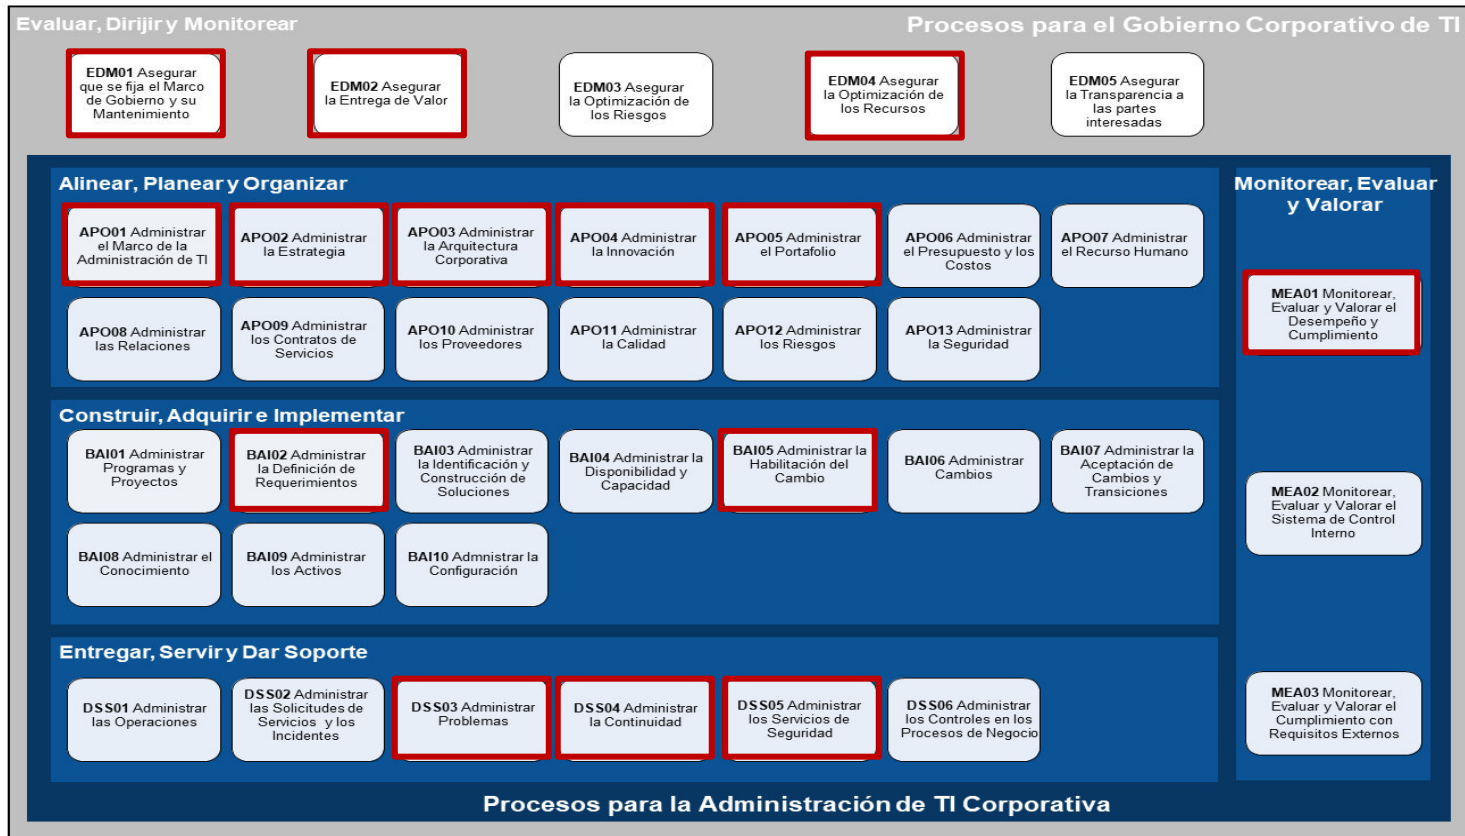 Evaluar, Dirijir y Monitorear
Procesos para el Gobierno Corporativo de TI
EDM01 Asegurar
que se fija el Marco
de Gobierno y su
Mantenimiento
EDM02 Asegurar
la Entrega de Valor
EDM03 Asegurar
la Optimización de
los Riesgos
EDM04 Asegurar
la Optimización de
los Recursos
EDM05 Asegurar
la Transparencia a
las partes
interesadas
Alinear, Planear y Organizar
APO01 Administrar
el Marco de la
Administración de TI
APO02 Administrar
la Estrategia
APO03 Administrar
la Arquitectura
Corporativa
APO04 Administrar
la Innovación
APO05 Administrar
el Portafolio
APO06 Administrar
el Presupuesto y los
Costos
APO07 Administrar
el Recurso Humano
APO08 Administrar
las Relaciones
APO09 Administrar
los Contratos de
Servicios
APO10 Administrar
los Proveedores
APO11 Administrar
la Calidad
APO12 Administrar
los Riesgos
APO13 Administrar
la Seguridad
Construir, Adquirir e Implementar
BAI01 Administrar
Programas y
Proyectos
BAI02 Administrar
la Definición de
Requerimientos
BAI03 Administrar
la Identificación y
Construcción de
Soluciones
BAI04 Administrar la
Disponibilidad y
Capacidad
BAI05 Administrar la
Habilitación del
Cambio
BAI06 Administrar
Cambios
BAI07 Administrar la
Aceptación de
Cambios y
Transiciones
BAI08 Administrar el
Conocimiento
BAI09 Administrar
los Activos
BAI10 Admnistrar la
Configuración
Entregar, Servir y Dar Soporte
DSS01 Administrar
las Operaciones
DSS02 Administrar
las Solicitudes de
Servicios y los
Incidentes
DSS03 Administrar
Problemas
DSS04 Administrar
la Continuidad
DSS05 Administrar
los Servicios de
Seguridad
DSS06 Administrar
los Controles en los
Procesos de Negocio
Monitorear, Evaluar
y Valorar
MEA01 Monitorear,
Evaluar y Valorar el
Desempeño y
Cumplimiento
MEA02 Monitorear,
Evaluar y Valorar el
Sistema de Control
Interno
MEA03 Monitorear,
Evaluar y Valorar el
Cumplimiento con
Requisitos Externos
Procesos para la Administración de TI Corporativa